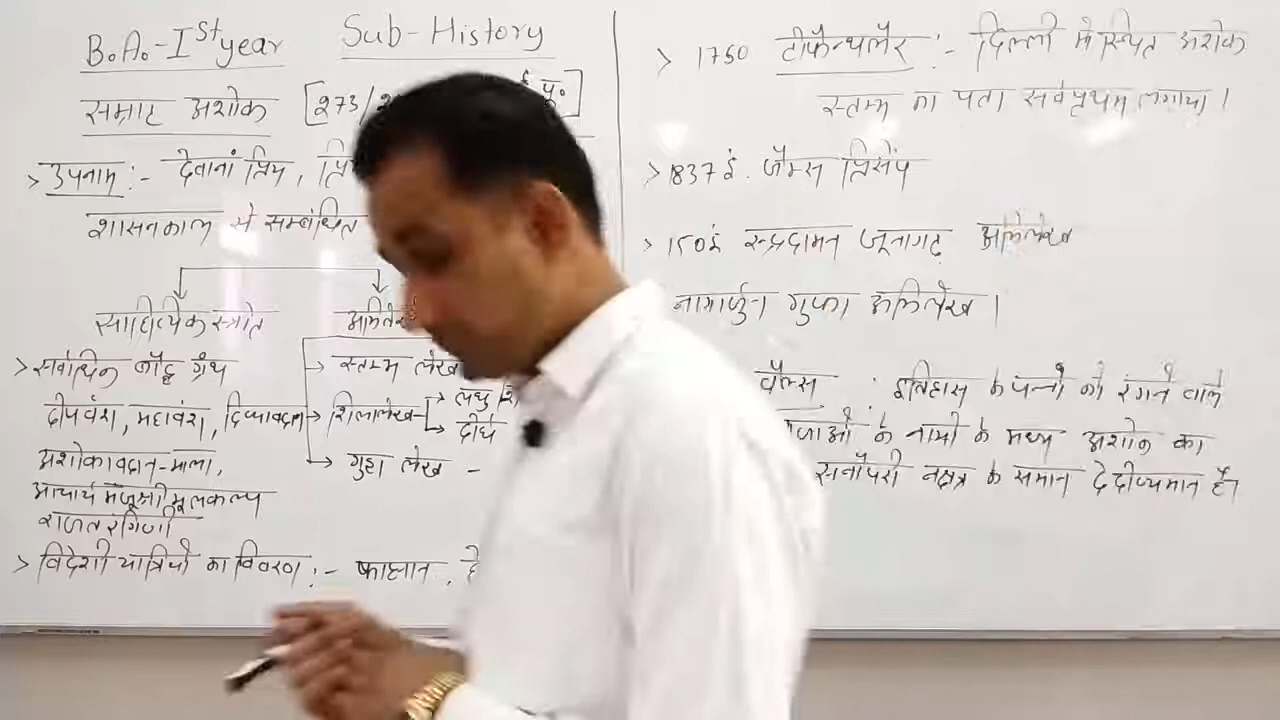 B.A.-Ist year
Sub-History
सम्राट अशोक [273/2 ई.पू.]
> उपनाम :- देवानां प्रिय,
शासनकाल से सम्बंधित
साहित्यिक स्त्रोत
> सर्वाधिक बौद्ध ग्रंथ
दीपवंश, महावंश, दिव्यावदान
अशोकावदान-माला,
आचार्य मंजूश्रीमूलकल्प
राजतरंगिणी
→ स्तम्भ लेख
→ शिलालेख → लघु
→ दीर्घ
→ गुहा लेख -
> विदेशी यात्रियों का विवरण :- फाह्यान,
> 1750 टीफैन्थलैर :- दिल्ली में स्थित अशोक
स्तम्भ का पता सर्वप्रथम लगाया।
> 1837 ई. जैम्स प्रिसेंप
> 150 ई रुद्रदामन जूनागढ़ अभिलेख
नागार्जुन गुफा अभिलेख।
वैल्स : इतिहास के पन्नों को रंगने वाले
के नामों के मध्य अशोक का
सर्वोपरी नक्षत्र के समान देदीप्यमान है।